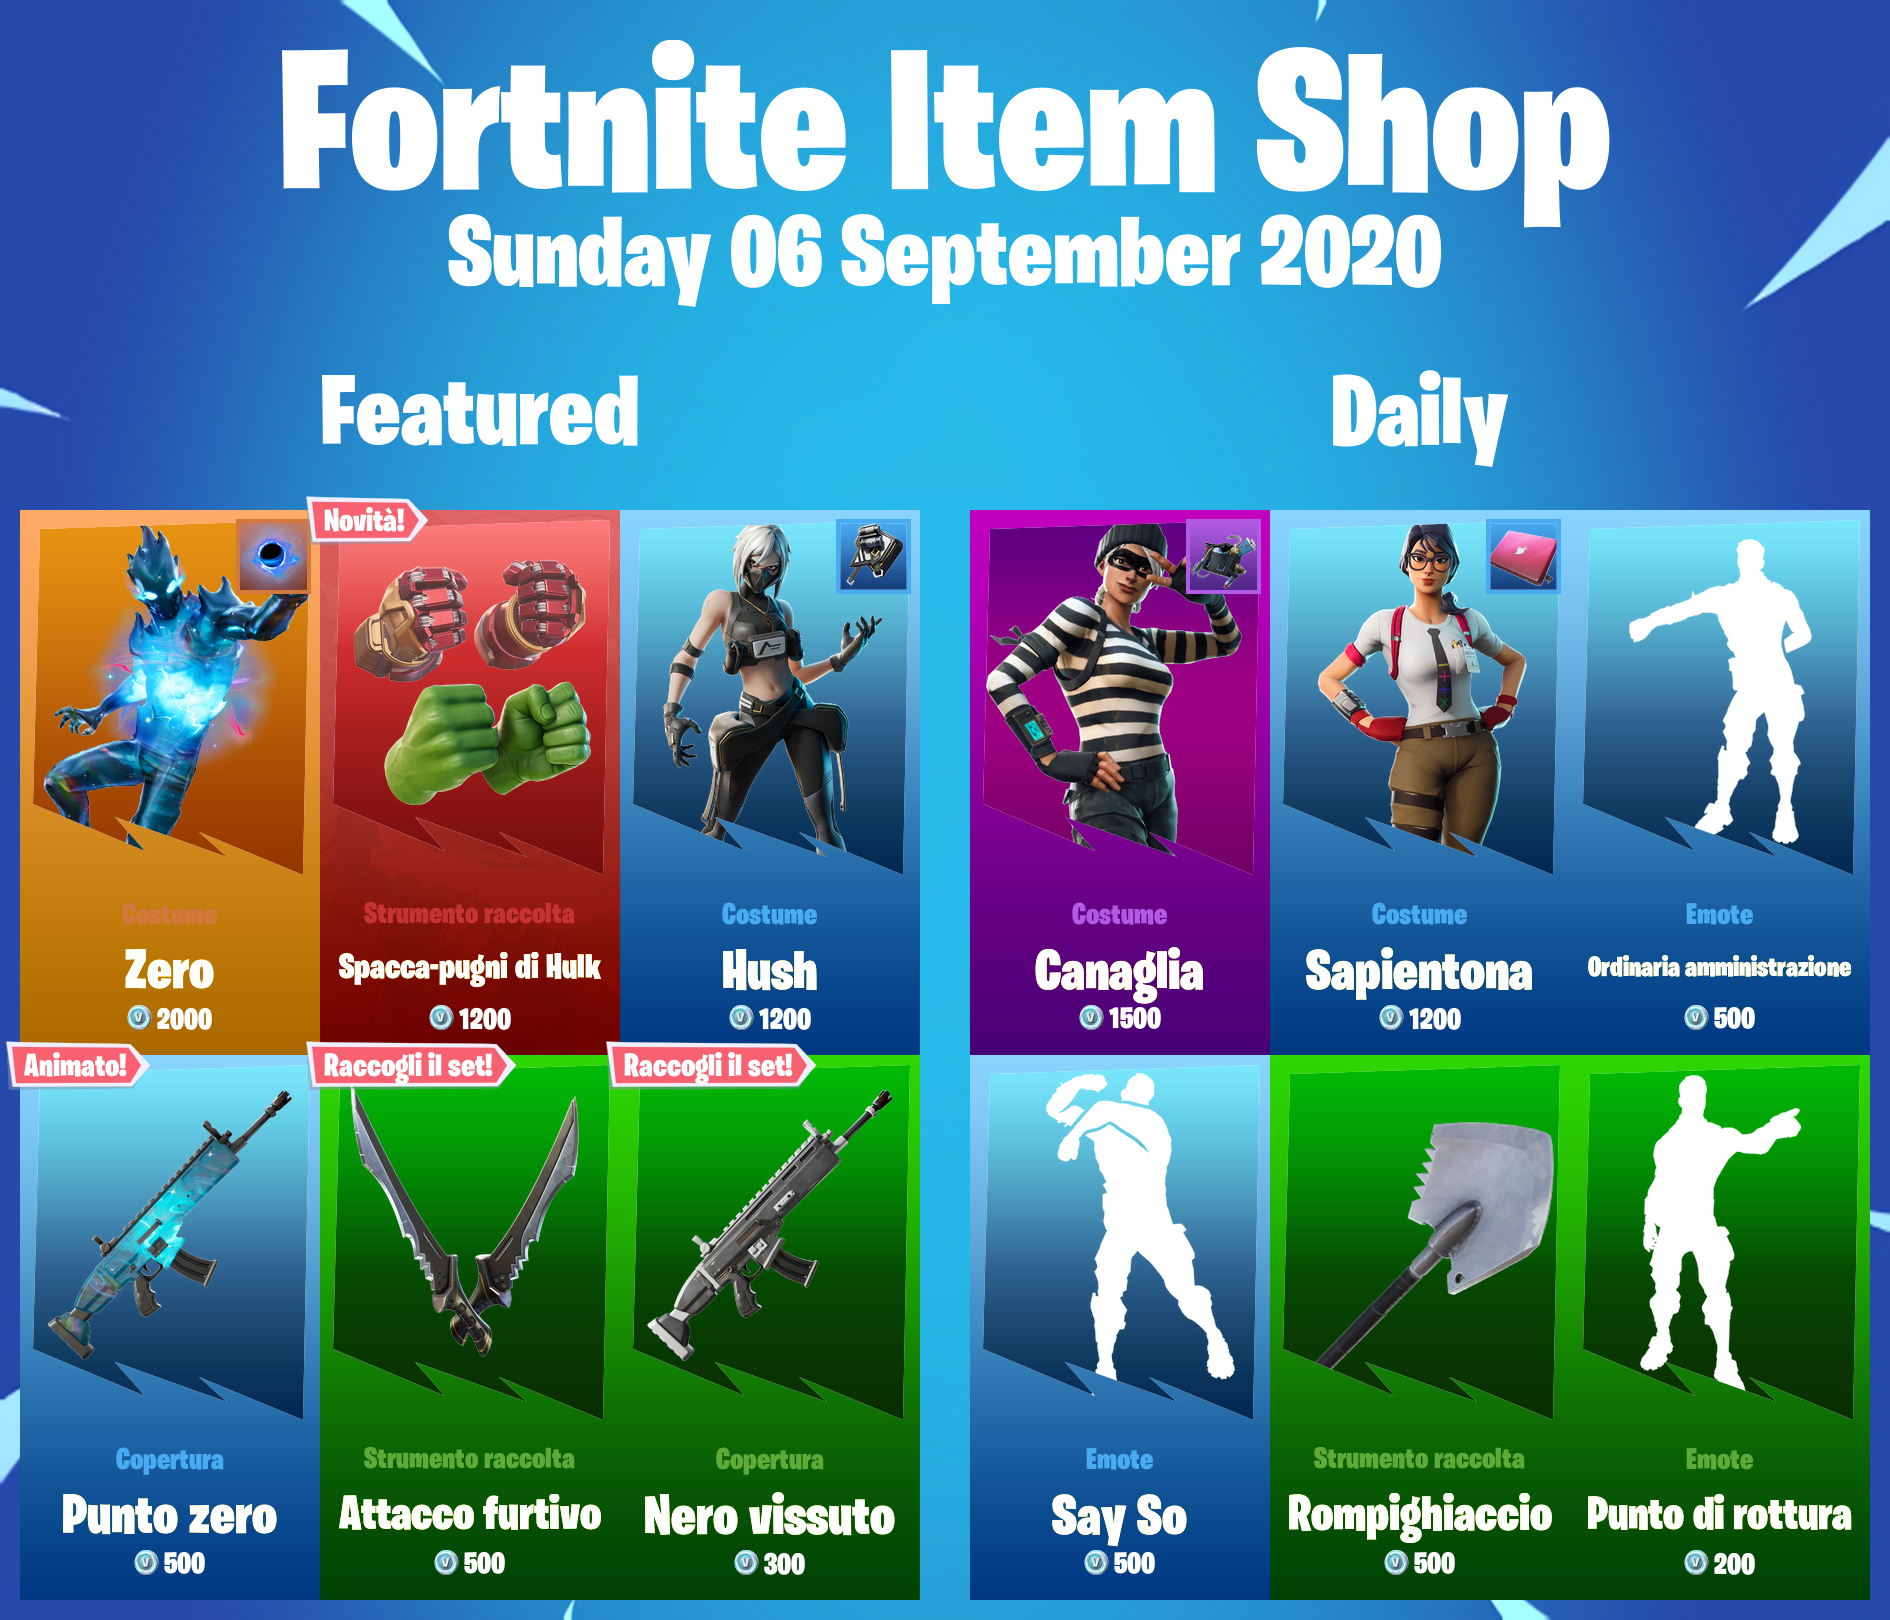 Fortnite Item Shop
Sunday 06 September 2020
Featured
Daily
Costume
Zero
2000
Novità!
Strumento raccolta
Spacca-pugni di Hulk
1200
Costume
Hush
1200
Costume
Canaglia
1500
Costume
Sapientona
1200
Emote
Ordinaria amministrazione
500
Animato!
Copertura
Punto zero
500
Raccogli il set!
Strumento raccolta
Attacco furtivo
500
Raccogli il set!
Copertura
Nero vissuto
300
Emote
Say So
500
Strumento raccolta
Rompighiaccio
500
Emote
Punto di rottura
200